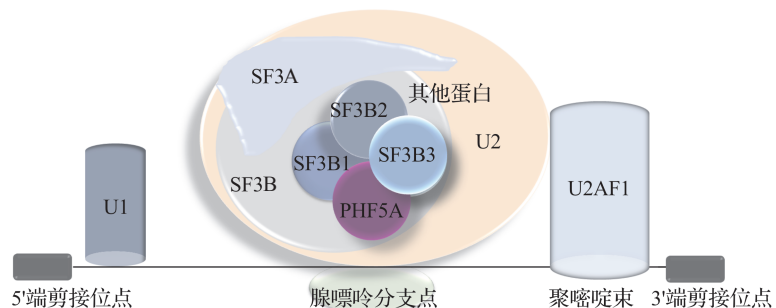 SF3A
其他蛋白
SF3B2
U2
SF3B1
SF3B3
SF3B
U2AF1
U1
PHF5A
5'端剪接位点
腺嘌呤分支点
聚嘧啶束
3'端剪接位点